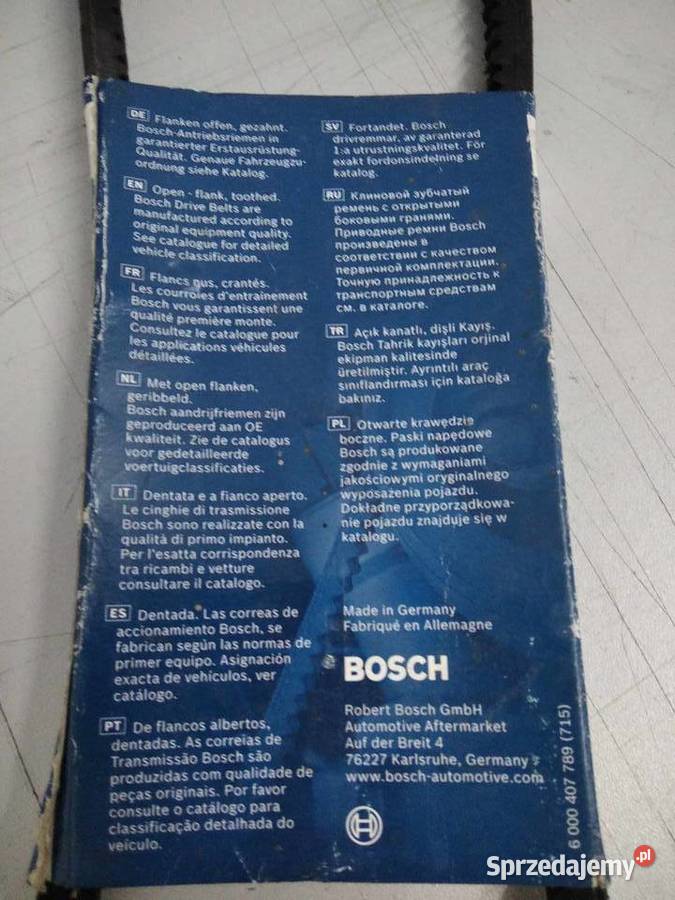 DE Flanken offen, gezahnt.
Bosch-Antriebsriemen in
garantierter Erstausrüstung-
Qualität. Genaue Fahrzeugzu-
ordnung siehe Katalog.
EN Open - flank, toothed.
Bosch Drive Belts are
manufactured according to
original equipment quality.
See catalogue for detailed
vehicle classification.
FR Flancs nus, crantés.
Les courroies d'entrainement
Bosch vous garantissent une
qualité première monte.
Consultez le catalogue pour
les applications véhicules
détaillées.
NL Met open flanken,
geribbeld.
Bosch aandrijfriemen zijn
geproduceerd aan OE
kwaliteit. Zie de catalogus
voor gedetailleerde
voertuigclassificaties.
IT Dentata e a fianco aperto.
Le cinghie di trasmissione
Bosch sono realizzate con la
qualità di primo impianto.
Per l'esatta corrispondenza
tra ricambi e vetture
consultare il catalogo.
ES Dentada. Las correas de
accionamiento Bosch, se
fabrican según las normas de
primer equipo. Asignación
exacta de vehículos, ver
catálogo.
PT De flancos albertos,
dentadas. As correias de
Transmissão Bosch são
produzidas com qualidade de
peças originais. Por favor
consulte o catálogo para
classificação detalhada do
veículo.
SV Fortandet. Bosch
drivremmar, av garanterad
1:a utrustningskvalitet. För
exakt fordonsindelning se
katalog.
RU Клиновой зубчатый
ремень с открытыми
боковыми гранями.
Приводные ремни Bosch
произведены в
соответствии с качеством
первичной комплектации.
Точную принадлежность к
транспортным средствам
см. в каталоге.
TR Açık kanatlı, dişli Kayış.
Bosch Tahrik kayışları orjinal
ekipman kalitesinde
üretilmiştir. Ayrıntılı araç
sınıflandırması için kataloğa
bakınız.
PL Otwarte krawędzie
boczne. Paski napędowe
Bosch są produkowane
zgodnie z wymaganiami
jakościowymi oryginalnego
wyposażenia pojazdu.
Dokładne przyporządkowa-
nie pojazdu znajduje się w
katalogu.
Made in Germany
Fabriqué en Allemagne
BOSCH
Robert Bosch GmbH
Automotive Aftermarket
Auf der Breit 4
76227 Karlsruhe, Germany
www.bosch-automotive.com
6 000 407 789 (715)
Sprzedajemy.pl